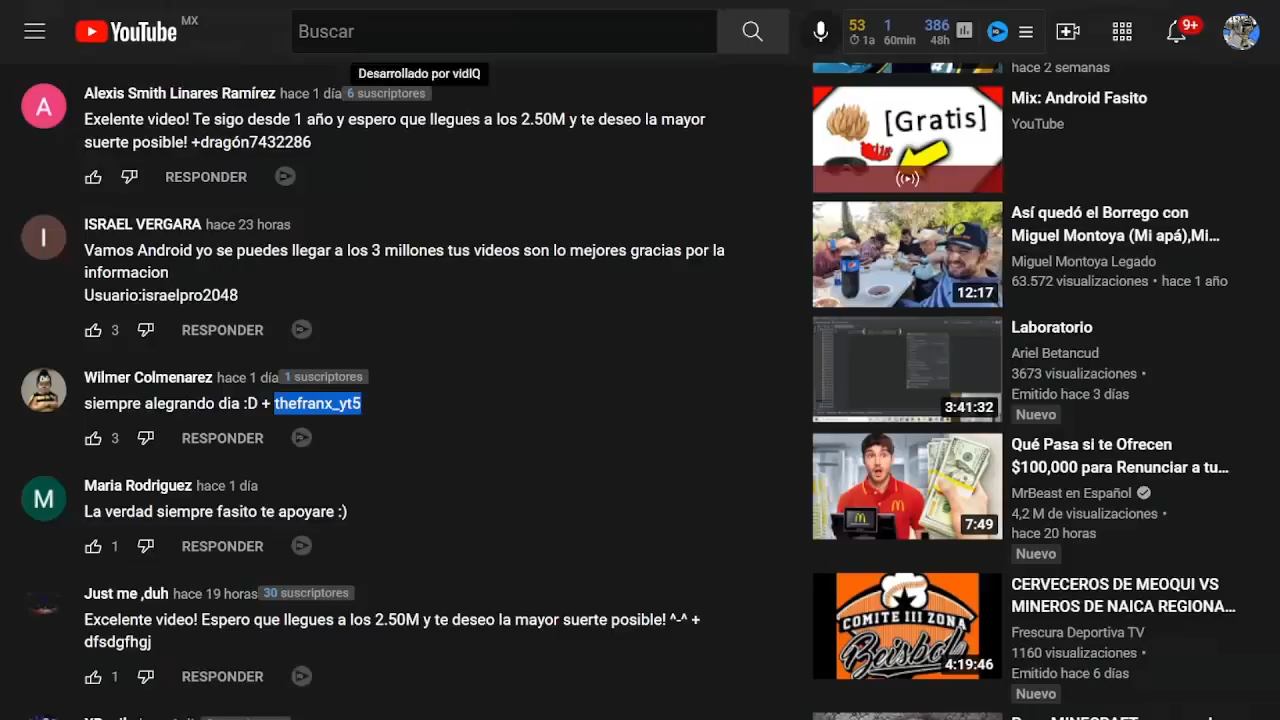 YouTube MX
Buscar
53 1 386
1a 60min 48h
9+
Desarrollado por vidIQ
Alexis Smith Linares Ramírez hace 1 día 6 suscriptores
Exelente video! Te sigo desde 1 año y espero que llegues a los 2.50M y te deseo la mayor
suerte posible! +dragón7432286
RESPONDER
ISRAEL VERGARA hace 23 horas
Vamos Android yo se puedes llegar a los 3 millones tus videos son lo mejores gracias por la
informacion
Usuario:israelpro2048
3 RESPONDER
Wilmer Colmenarez hace 1 día 1 suscriptores
siempre alegrando dia :D + thefranx_yt5
3 RESPONDER
Maria Rodriguez hace 1 día
La verdad siempre fasito te apoyare :)
1 RESPONDER
Just me ,duh hace 19 horas 30 suscriptores
Excelente video! Espero que llegues a los 2.50M y te deseo la mayor suerte posible! ^-^ +
dfsdgfhgj
1 RESPONDER
hace 2 semanas
[Gratis]
Mix: Android Fasito
YouTube
12:17
Así quedó el Borrego con
Miguel Montoya (Mi apá),Mi...
Miguel Montoya Legado
63.572 visualizaciones • hace 1 año
3:41:32
Laboratorio
Ariel Betancud
3673 visualizaciones •
Emitido hace 3 días
Nuevo
7:49
Qué Pasa si te Ofrecen
$100,000 para Renunciar a tu...
MrBeast en Español
4,2 M de visualizaciones •
hace 20 horas
Nuevo
COMITE III ZONA
Beisbol
4:19:46
CERVECEROS DE MEOQUI VS
MINEROS DE NAICA REGIONA...
Frescura Deportiva TV
1160 visualizaciones •
Emitido hace 6 días
Nuevo